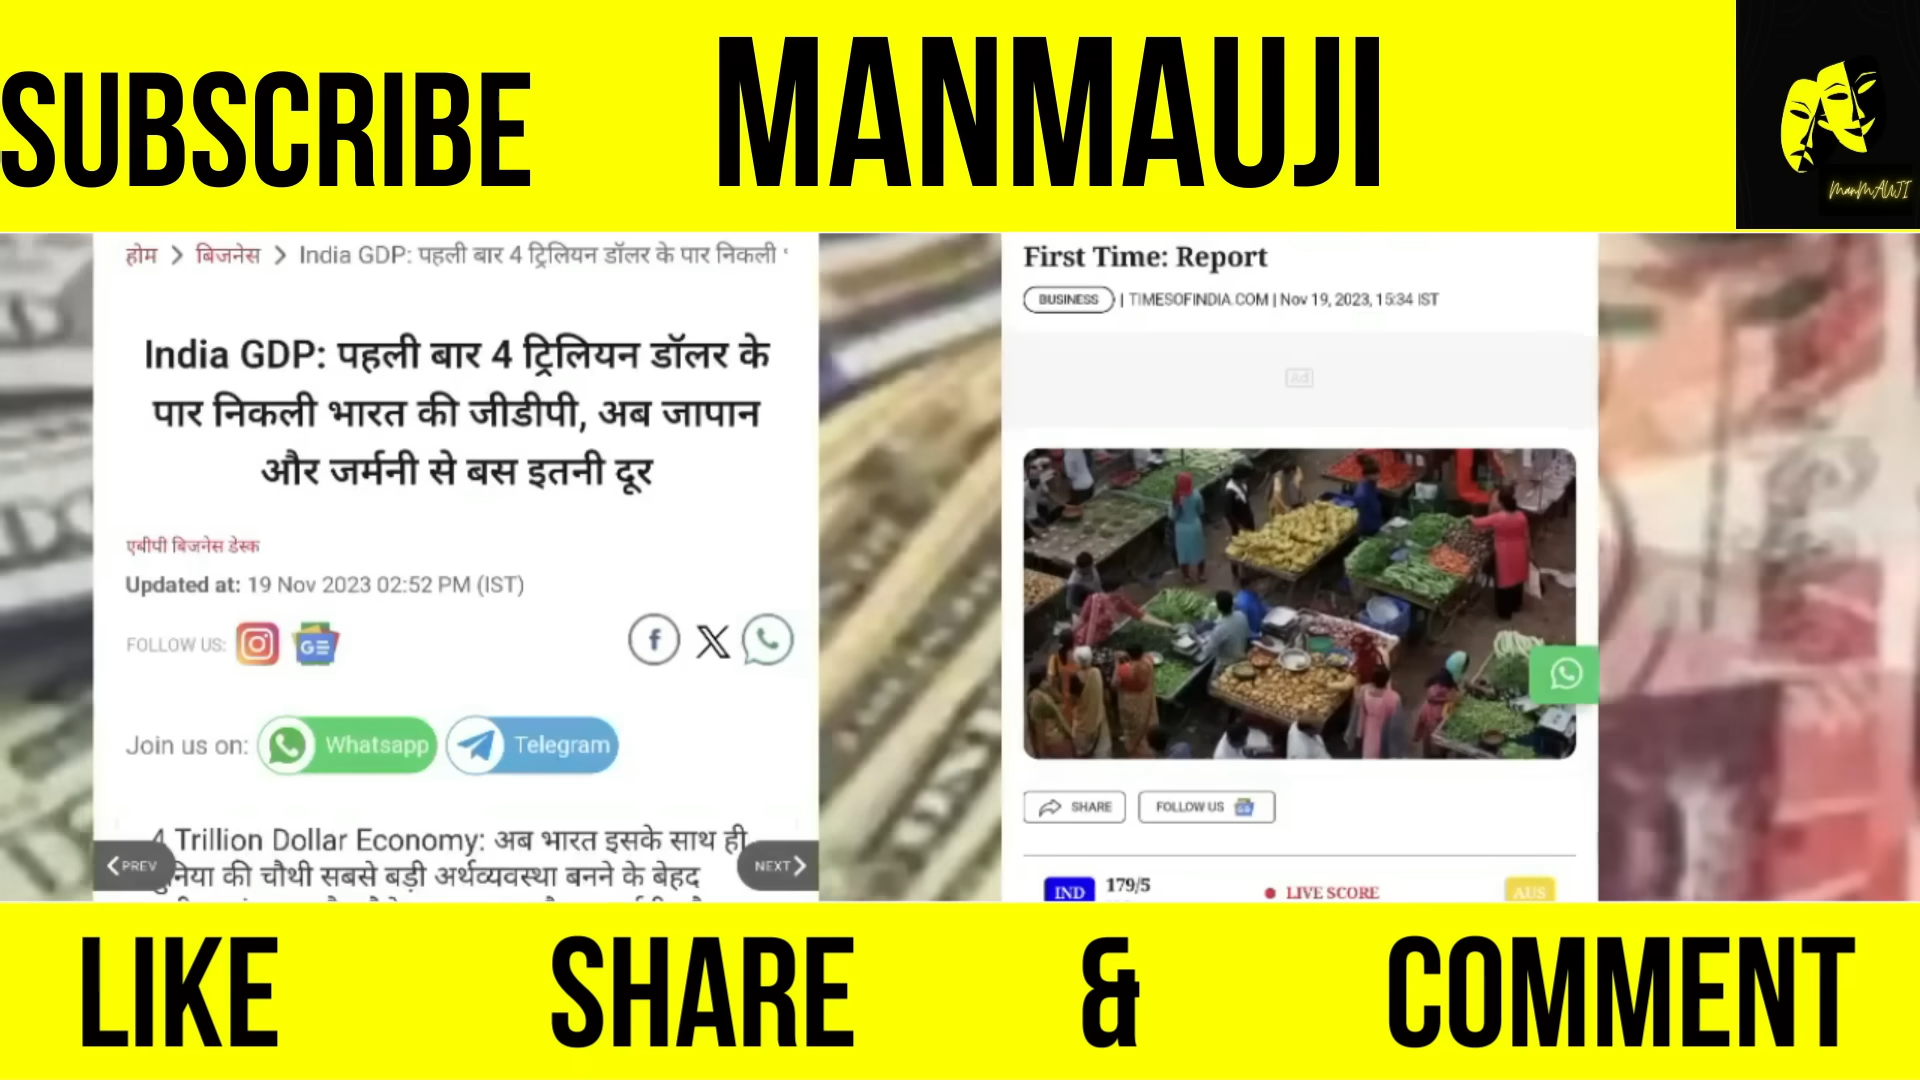 SUBSCRIBE MANMAUJI
ManMAUJI
होम > बिजनेस > India GDP: पहली बार 4 ट्रिलियन डॉलर के पार निकली
India GDP: पहली बार 4 ट्रिलियन डॉलर के
पार निकली भारत की जीडीपी, अब जापान
और जर्मनी से बस इतनी दूर
एबीपी बिजनेस डेस्क
Updated at: 19 Nov 2023 02:52 PM (IST)
FOLLOW US: GE f X
Join us on: Whatsapp Telegram
4 Trillion Dollar Economy: अब भारत इसके साथ ही
PREV की चौथी सबसे बड़ी अर्थव्यवस्था बनने के बेहद NEXT
First Time: Report
BUSINESS | TIMESOFINDIA.COM | Nov 19, 2023, 15:34 IST
Ad
SHARE FOLLOW US
IND 179/5 LIVE SCORE AUS
LIKE SHARE & COMMENT